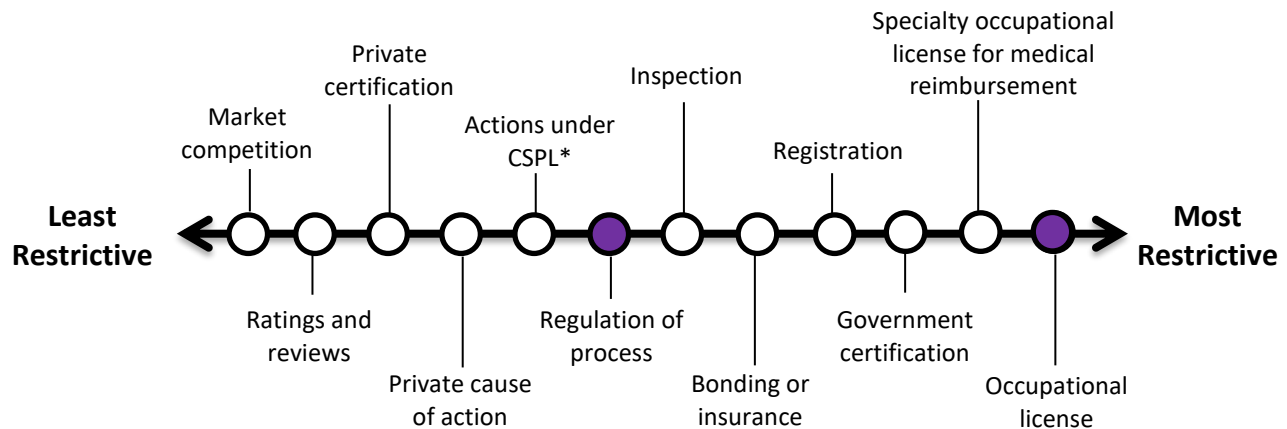 Least
Restrictive
Market
competition
Ratings and
reviews
Private
certification
Private cause
of action
Actions under
CSPL*
Regulation of
process
Inspection
Bonding or
insurance
Registration
Government
certification
Specialty occupational
license for medical
reimbursement
Occupational
license
Most
Restrictive